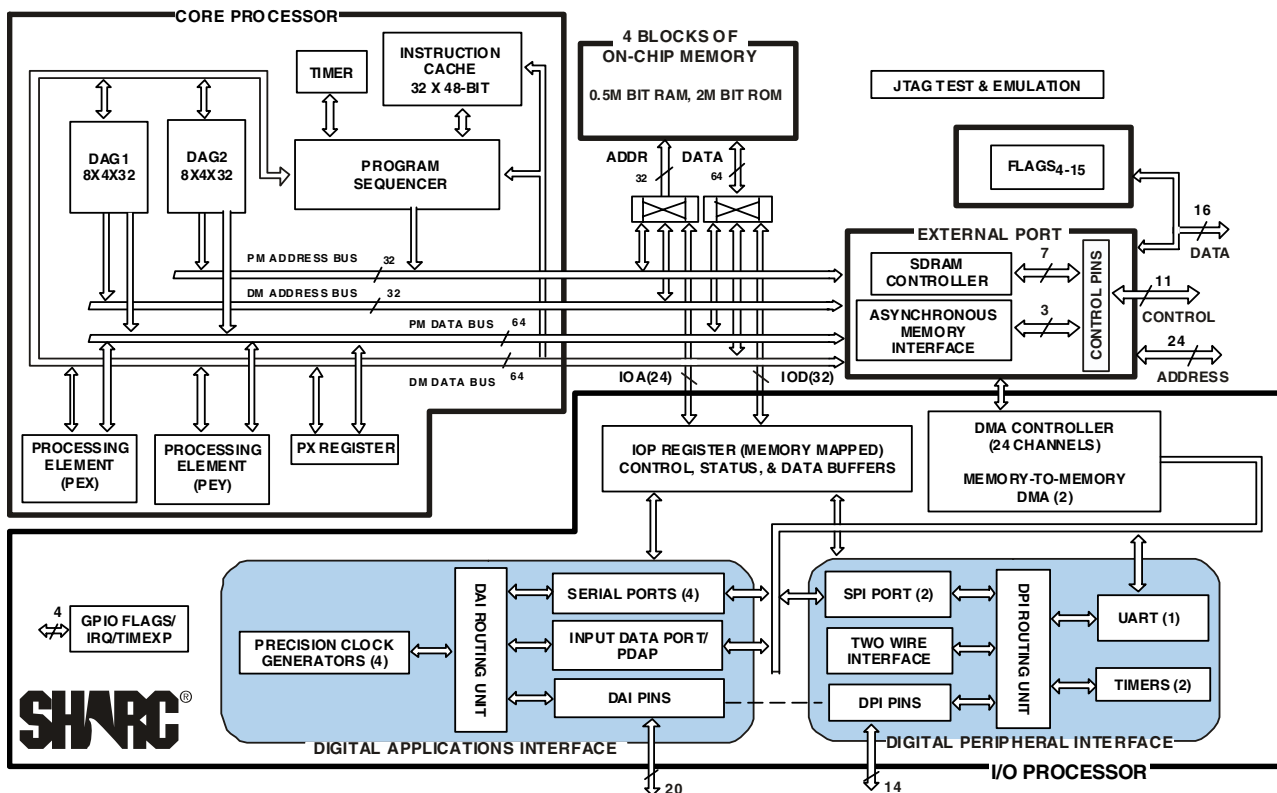 CORE PROCESSOR
TIMER
INSTRUCTION
CACHE
32 X 48-BIT
DAG1
8X4X32
DAG2
8X4X32
PROGRAM
SEQUENCER
PM ADDRESS BUS
32
DM ADDRESS BUS
32
PM DATA BUS
64
DM DATA BUS
64
PROCESSING
ELEMENT
(PEX)
PROCESSING
ELEMENT
(PEY)
PX REGISTER
4 BLOCKS OF
ON-CHIP MEMORY
0.5M BIT RAM, 2M BIT ROM
ADDR
32
DATA
64
IOA(24)
IOD(32)
JTAG TEST & EMULATION
FLAGS4-15
16
DATA
EXTERNAL PORT
SDRAM
CONTROLLER
7
ASYNCHRONOUS
MEMORY
INTERFACE
3
CONTROL PINS
11
CONTROL
24
ADDRESS
IOP REGISTER (MEMORY MAPPED)
CONTROL, STATUS, & DATA BUFFERS
DMA CONTROLLER
(24 CHANNELS)
MEMORY-TO-MEMORY
DMA (2)
4
GPIO FLAGS/
IRQ/TIMEXP
PRECISION CLOCK
GENERATORS (4)
DAI ROUTING UNIT
SERIAL PORTS (4)
INPUT DATA PORT/
PDAP
DAI PINS
DIGITAL APPLICATIONS INTERFACE
20
SPI PORT (2)
TWO WIRE
INTERFACE
DPI PINS
DPI ROUTING UNIT
UART (1)
TIMERS (2)
DIGITAL PERIPHERAL INTERFACE
14
I/O PROCESSOR
SHARC®